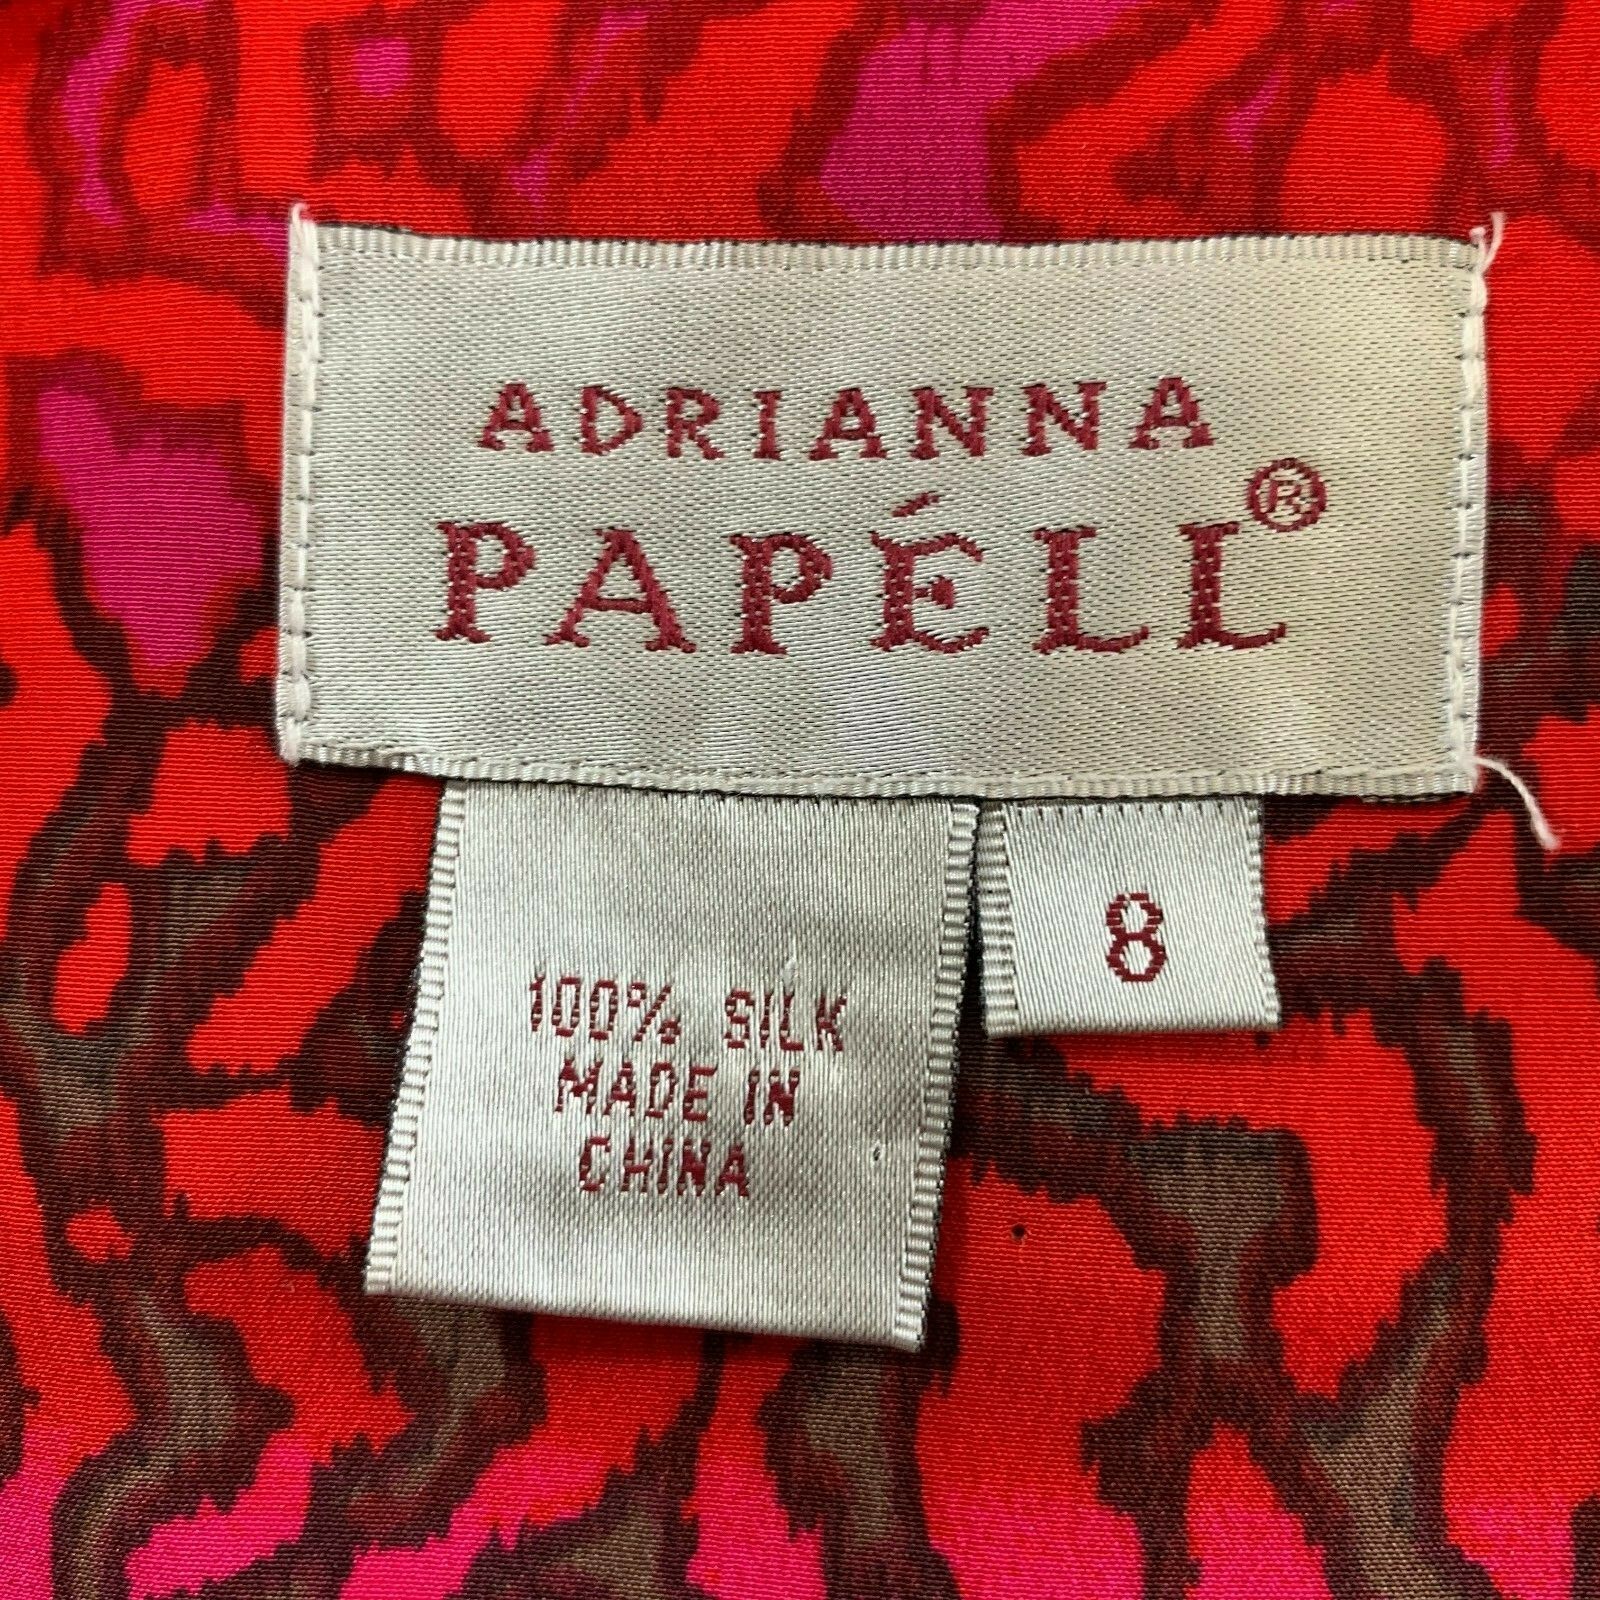 ADRIANNA
PAPÉLL®
8
100% SILK
MADE IN
CHINA